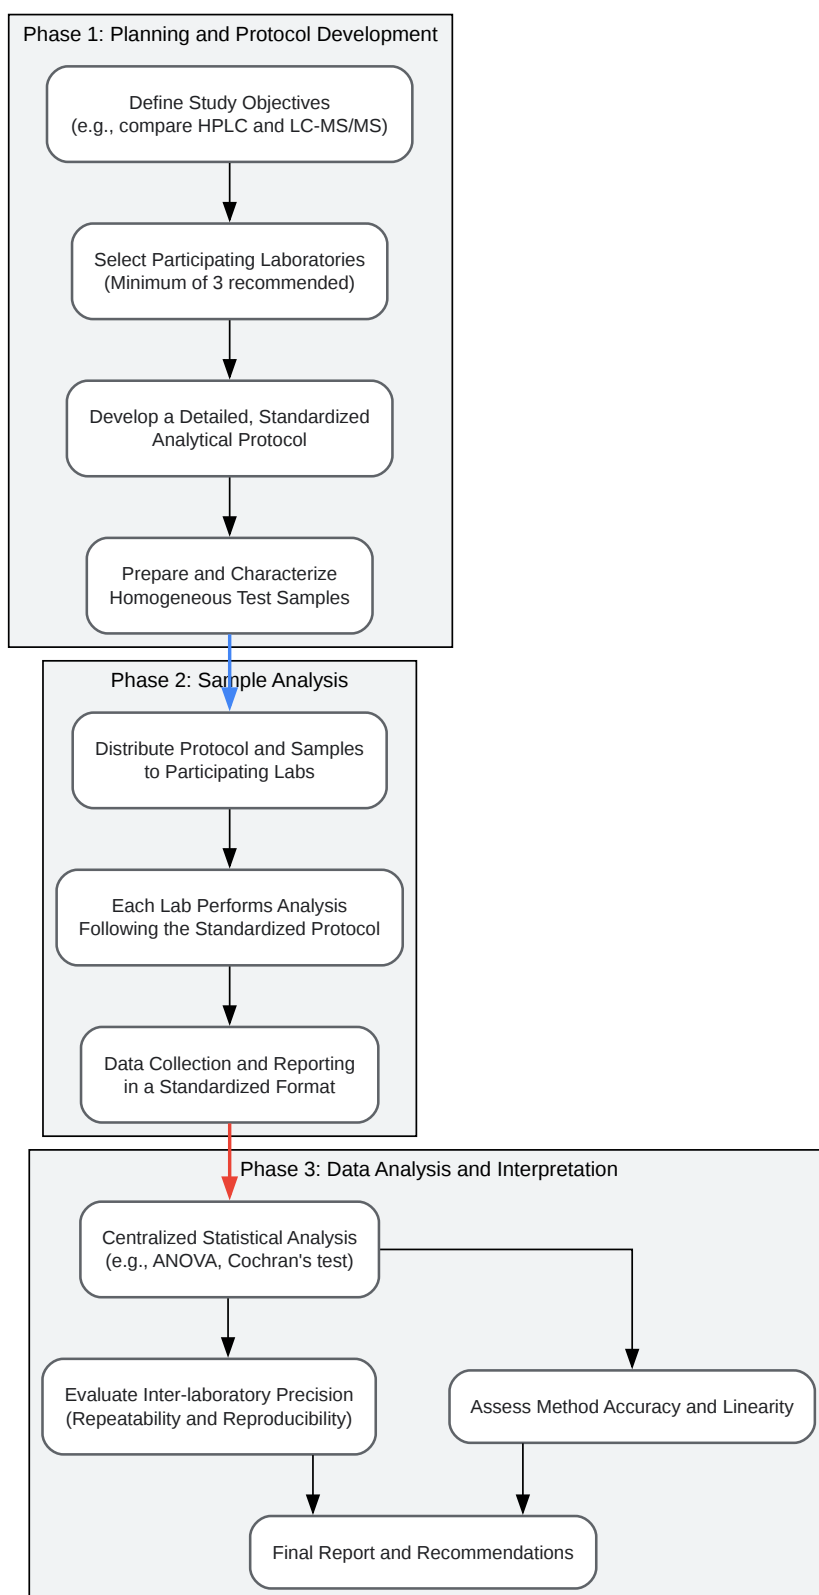 Phase 1: Planning and Protocol Development
Define Study Objectives
(e.g., compare HPLC and LC-MS/MS)
Select Participating Laboratories
(Minimum of 3 recommended)
Develop a Detailed, Standardized
Analytical Protocol
Prepare and Characterize
Homogeneous Test Samples
Phase 2: Sample Analysis
Distribute Protocol and Samples
to Participating Labs
Each Lab Performs Analysis
Following the Standardized Protocol
Data Collection and Reporting
in a Standardized Format
Phase 3: Data Analysis and Interpretation
Centralized Statistical Analysis
(e.g., ANOVA, Cochran's test)
Evaluate Inter-laboratory Precision
(Repeatability and Reproducibility)
Assess Method Accuracy and Linearity
Final Report and Recommendations